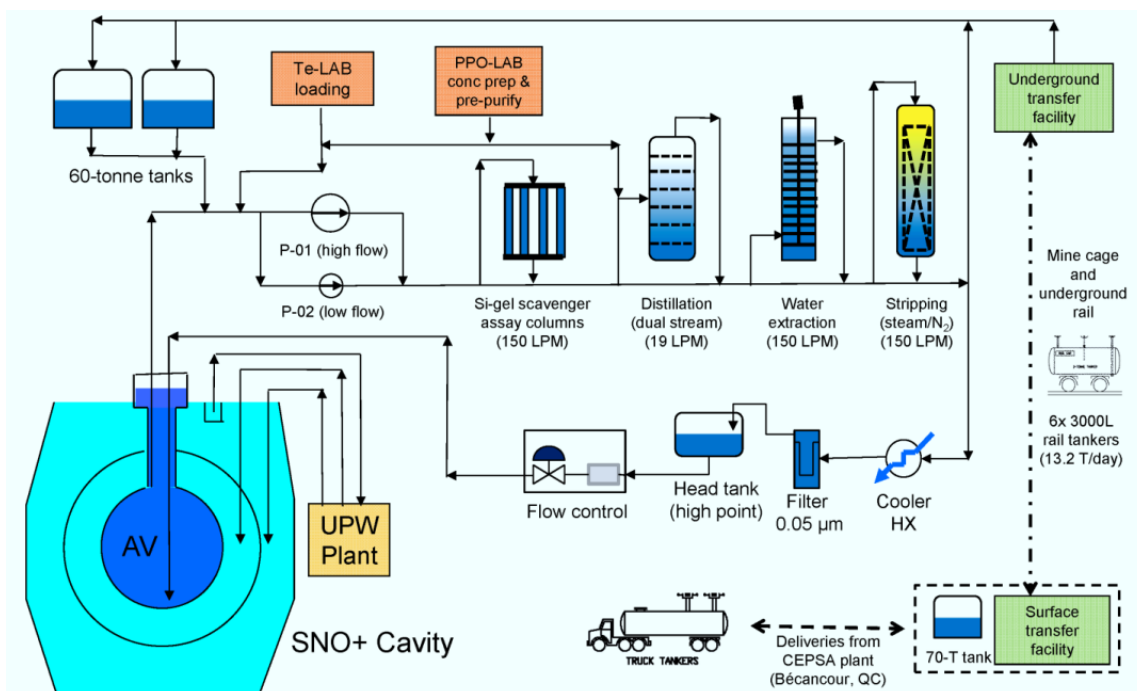 Te-LAB
loading
PPO-LAB
conc prep &
pre-purify
Underground
transfer
facility
60-tonne tanks
P-01 (high flow)
P-02 (low flow)
Si-gel scavenger
assay columns
(150 LPM)
Distillation
(dual stream)
(19 LPM)
Water
extraction
(150 LPM)
Stripping
(steam/N₂)
(150 LPM)
Mine cage
and
underground
rail
6x 3000L
rail tankers
(13.2 T/day)
Flow control
Head tank
(high point)
Filter
0.05 µm
Cooler
HX
AV
UPW
Plant
SNO+ Cavity
TRUCK TANKERS
Deliveries from
CEPSA plant
(Bécancour, QC)
70-T tank
Surface
transfer
facility